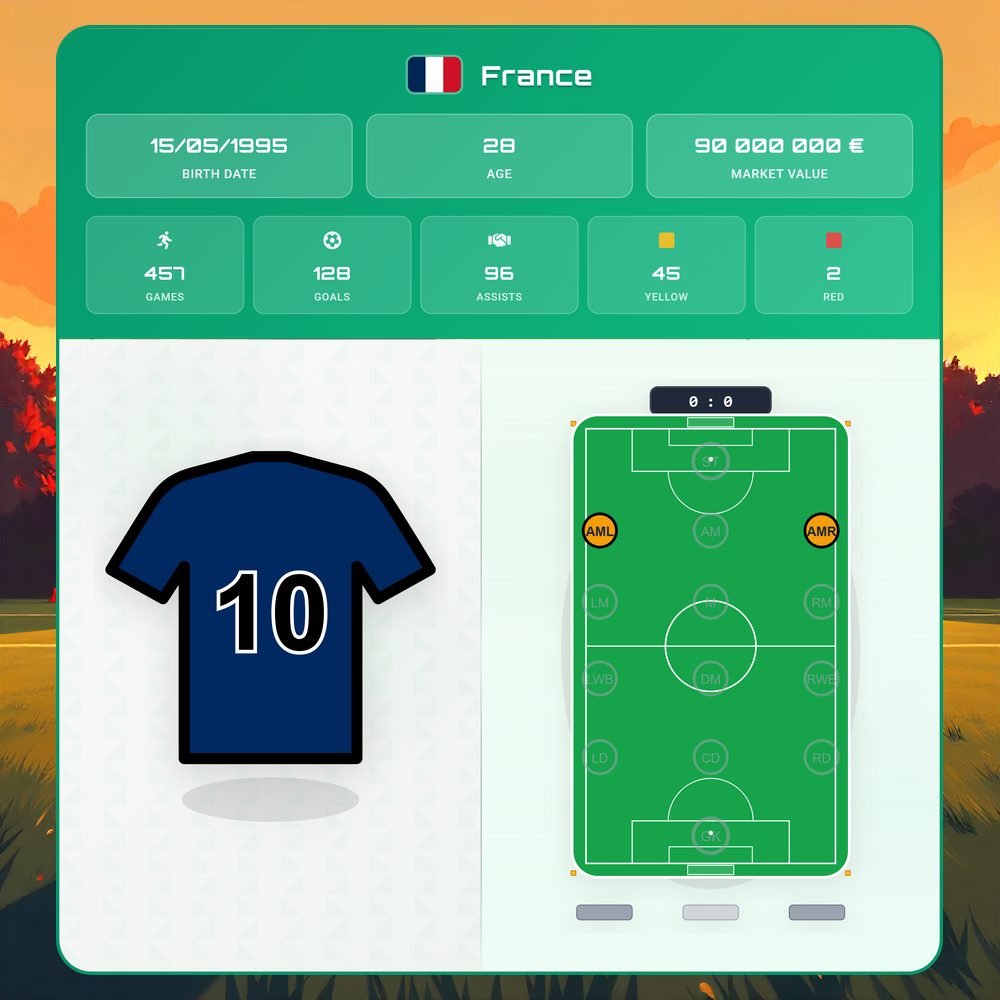 France
15/05/1995
BIRTH DATE
28
AGE
90 000 000 €
MARKET VALUE
457
GAMES
128
GOALS
96
ASSISTS
45
YELLOW
2
RED
10
0 : 0
ST
AML
AM
AMR
LM
M
RM
LWB
DM
RWB
LD
CD
RD
GK